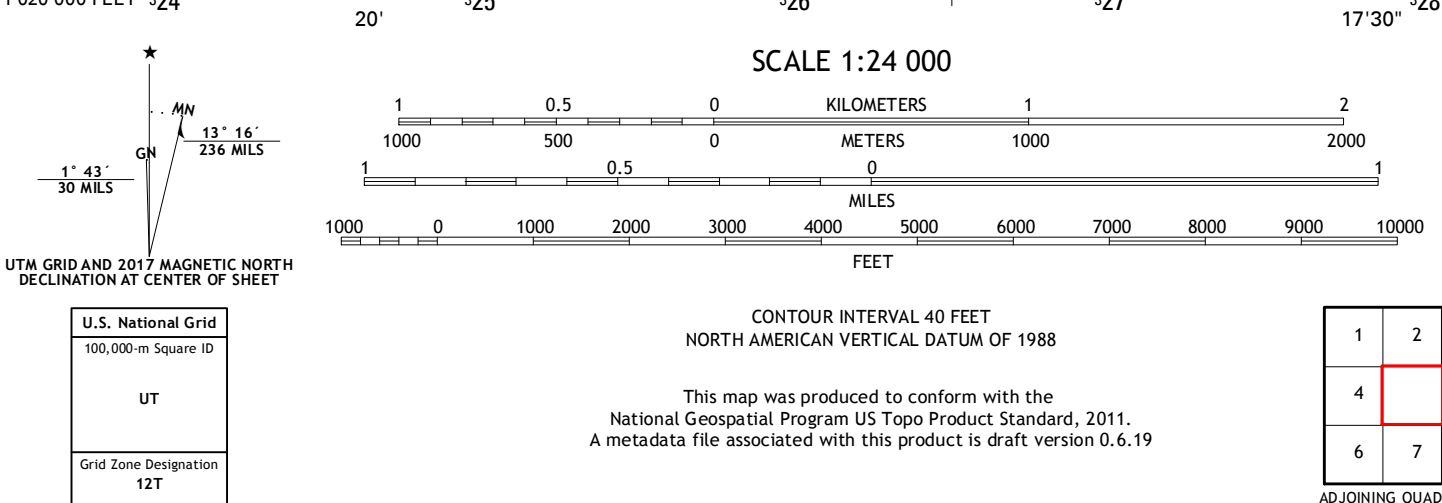 ³24 ³25 ³26 ³27 ³28
20' 17'30"
SCALE 1:24 000
1 0.5 0 KILOMETERS 1 2
1000 500 0 METERS 1000 2000
1 0.5 0 1
MILES
1000 0 1000 2000 3000 4000 5000 6000 7000 8000 9000 10000
FEET
MN
GN
13° 16´
236 MILS
1° 43´
30 MILS
UTM GRID AND 2017 MAGNETIC NORTH
DECLINATION AT CENTER OF SHEET
U.S. National Grid
100,000-m Square ID
UT
Grid Zone Designation
12T
CONTOUR INTERVAL 40 FEET
NORTH AMERICAN VERTICAL DATUM OF 1988
This map was produced to conform with the
National Geospatial Program US Topo Product Standard, 2011.
A metadata file associated with this product is draft version 0.6.19
1 2
4
6 7
ADJOINING QUAD